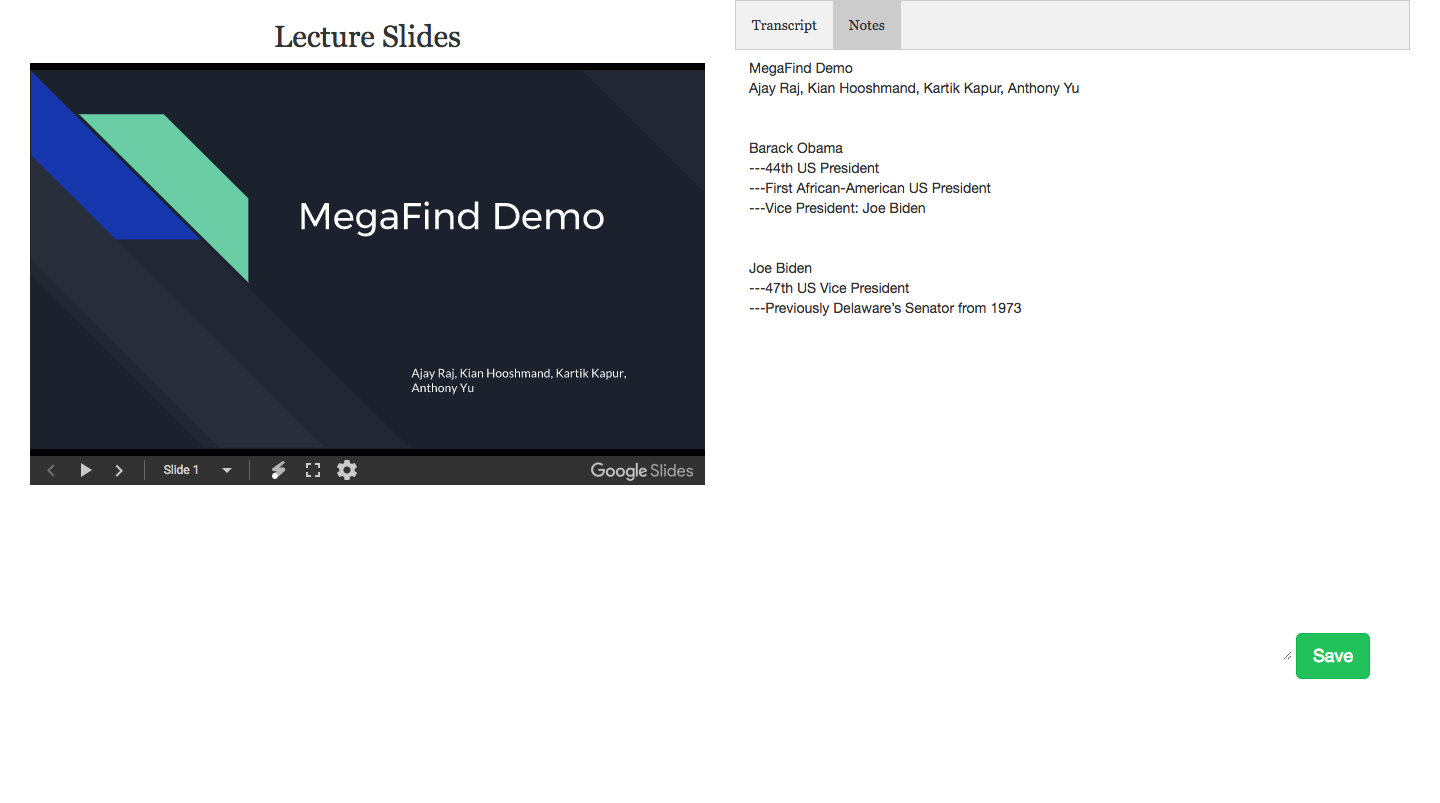 Lecture Slides
MegaFind Demo
Ajay Raj, Kian Hooshmand, Kartik Kapur,
Anthony Yu
Slide 1
Google Slides
Transcript
Notes
MegaFind Demo
Ajay Raj, Kian Hooshmand, Kartik Kapur, Anthony Yu
Barack Obama
---44th US President
---First African-American US President
---Vice President: Joe Biden
Joe Biden
---47th US Vice President
---Previously Delaware’s Senator from 1973
Save